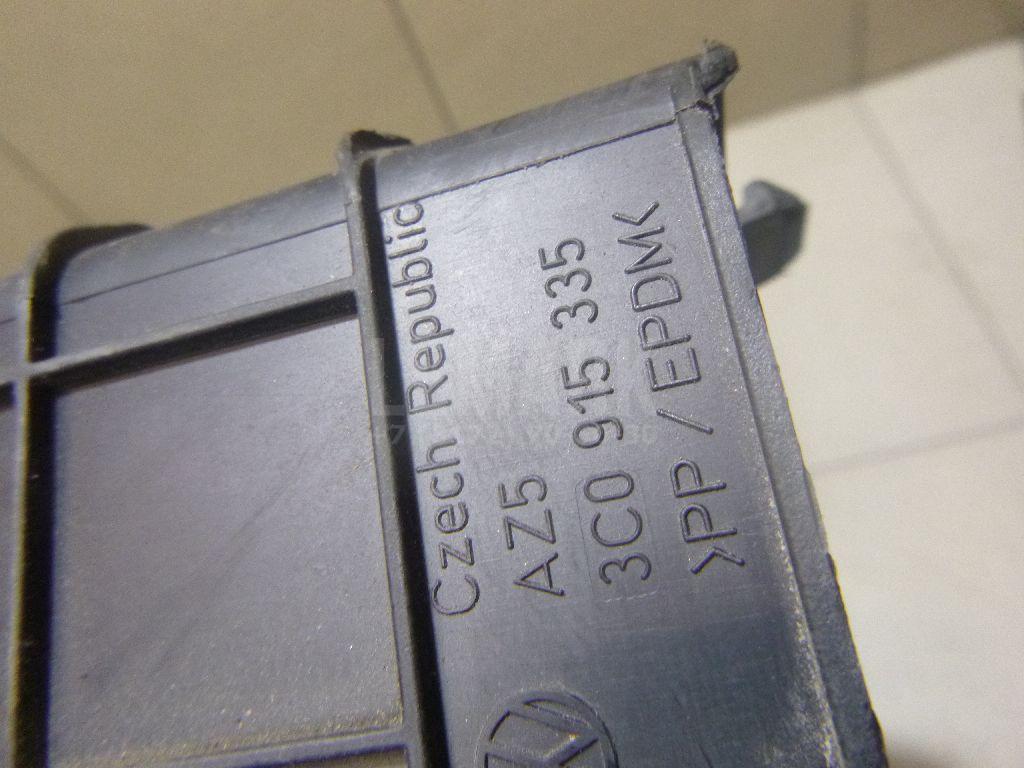 Czech Republic
AZ5
3C0 915 335
>PP / EPDM<